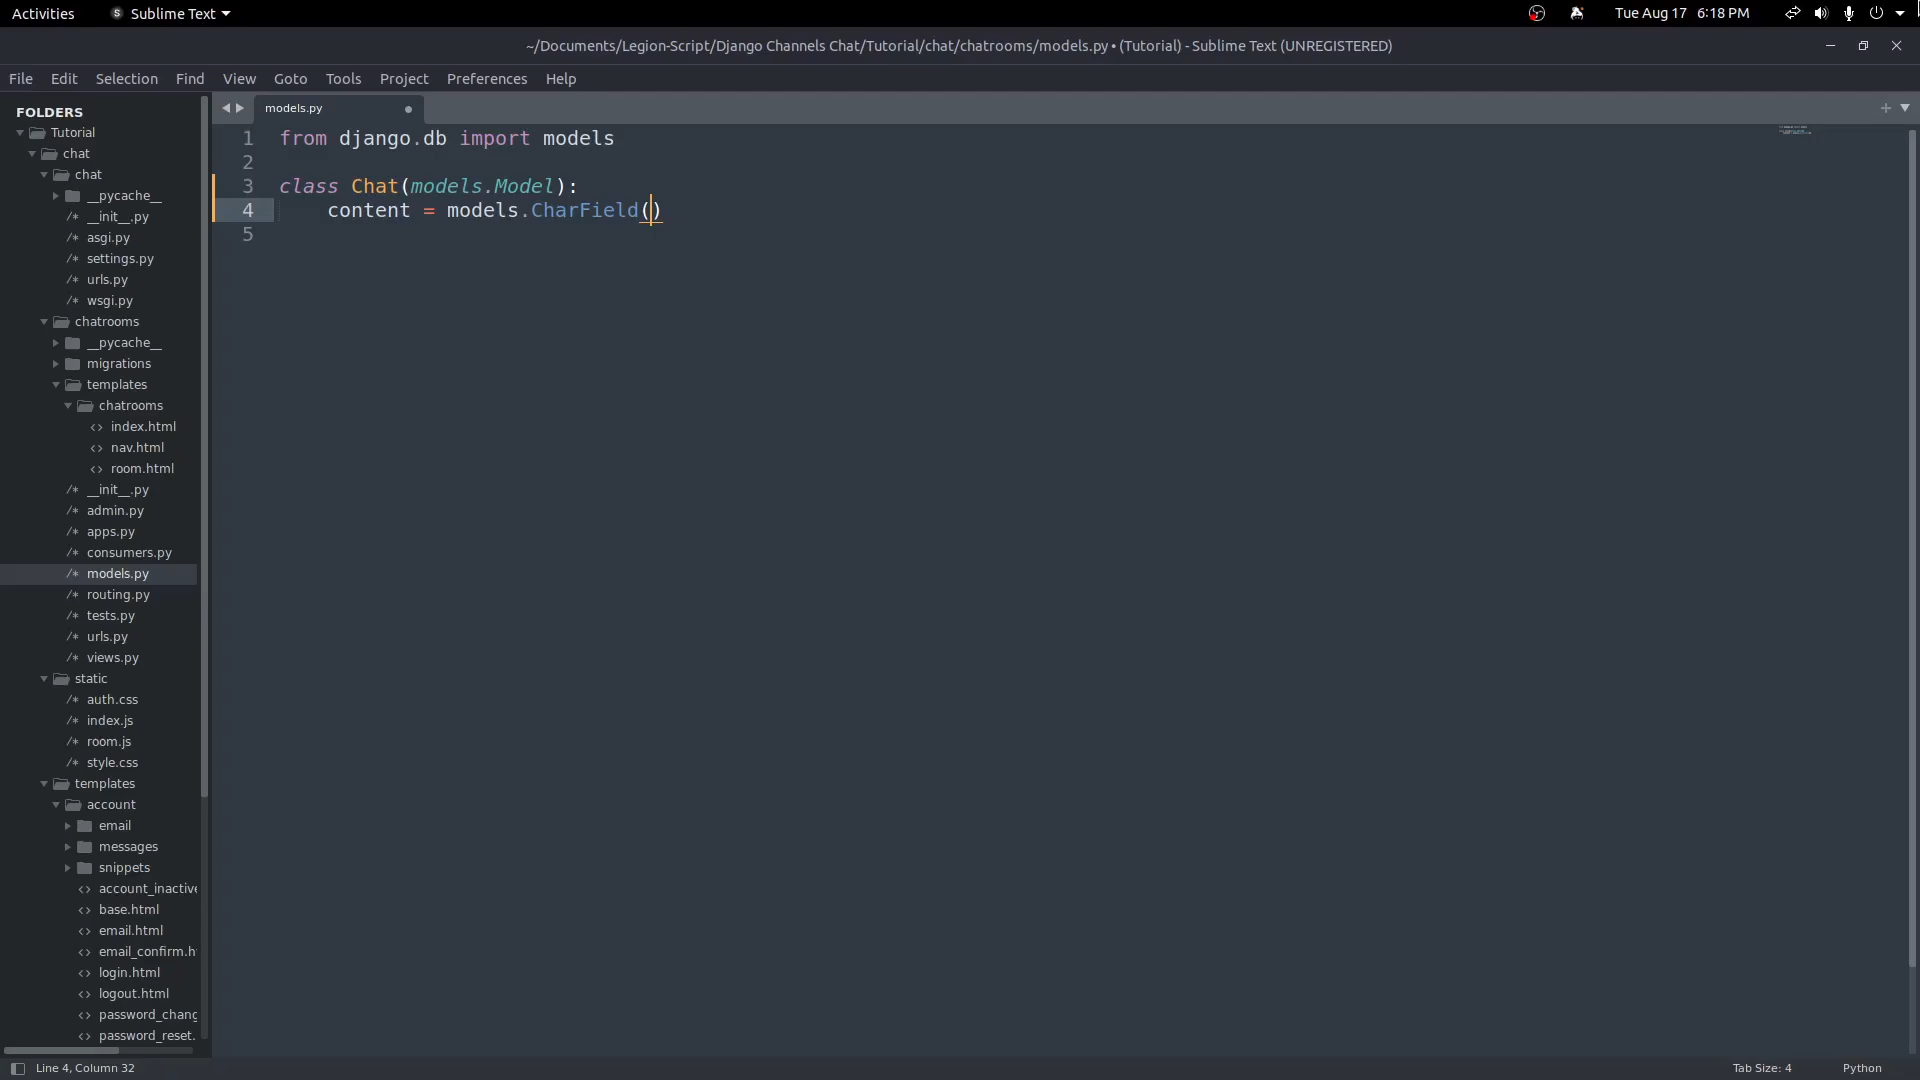 Activities
Sublime Text
Tue Aug 17 6:18 PM
~/Documents/Legion-Script/Django Channels Chat/Tutorial/chat/chatrooms/models.py • (Tutorial) - Sublime Text (UNREGISTERED)
File Edit Selection Find View Goto Tools Project Preferences Help
FOLDERS
Tutorial
chat
chat
__pycache__
__init__.py
asgi.py
settings.py
urls.py
wsgi.py
chatrooms
__pycache__
migrations
templates
chatrooms
index.html
nav.html
room.html
__init__.py
admin.py
apps.py
consumers.py
models.py
routing.py
tests.py
urls.py
views.py
static
auth.css
index.js
room.js
style.css
templates
account
email
messages
snippets
account_inactive
base.html
email.html
email_confirm.h
login.html
logout.html
password_chang
password_reset.
models.py
1 from django.db import models
2
3 class Chat(models.Model):
4     content = models.CharField()
5
Line 4, Column 32
Tab Size: 4
Python